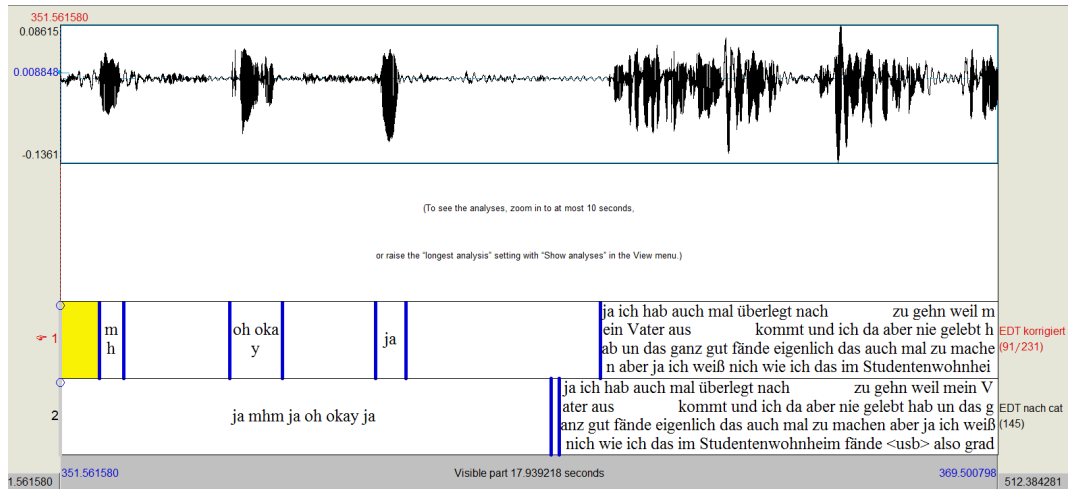 351.561580
0.08615
0.008848
-0.1361
(To see the analyses, zoom in to at most 10 seconds,
or raise the "longest analysis" setting with "Show analyses" in the View menu.)
1
m
h
oh oka
y
ja
ja ich hab auch mal überlegt nach zu gehn weil m
ein Vater aus kommt und ich da aber nie gelebt h
ab un das ganz gut fände eigenlich das auch mal zu mache
n aber ja ich weiß nich wie ich das im Studentenwohnhei
EDT korrigiert
(91/231)
2
ja mhm ja oh okay ja
ja ich hab auch mal überlegt nach zu gehn weil mein V
ater aus kommt und ich da aber nie gelebt hab un das g
anz gut fände eigenlich das auch mal zu machen aber ja ich weiß
nich wie ich das im Studentenwohnheim fände <usb> also grad
EDT nach cat
(145)
1.561580
351.561580
Visible part 17.939218 seconds
369.500798
512.384281